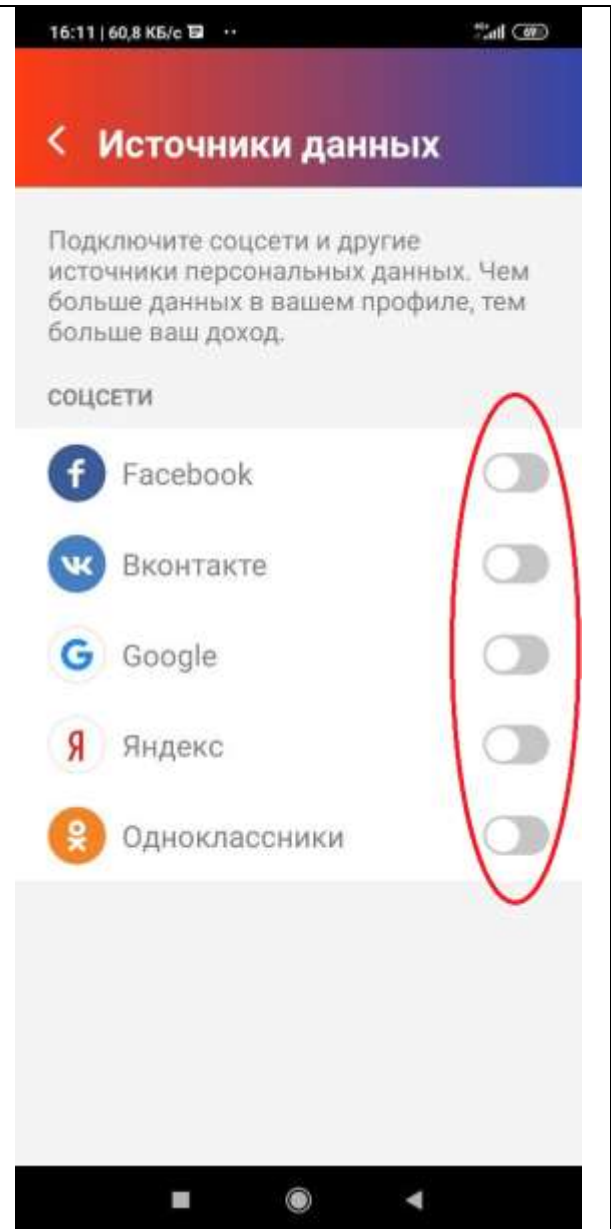 16:11 | 60,8 КБ/с
Источники данных
Подключите соцсети и другие
источники персональных данных. Чем
больше данных в вашем профиле, тем
больше ваш доход.
СОЦСЕТИ
Facebook
Вконтакте
Google
Яндекс
Одноклассники